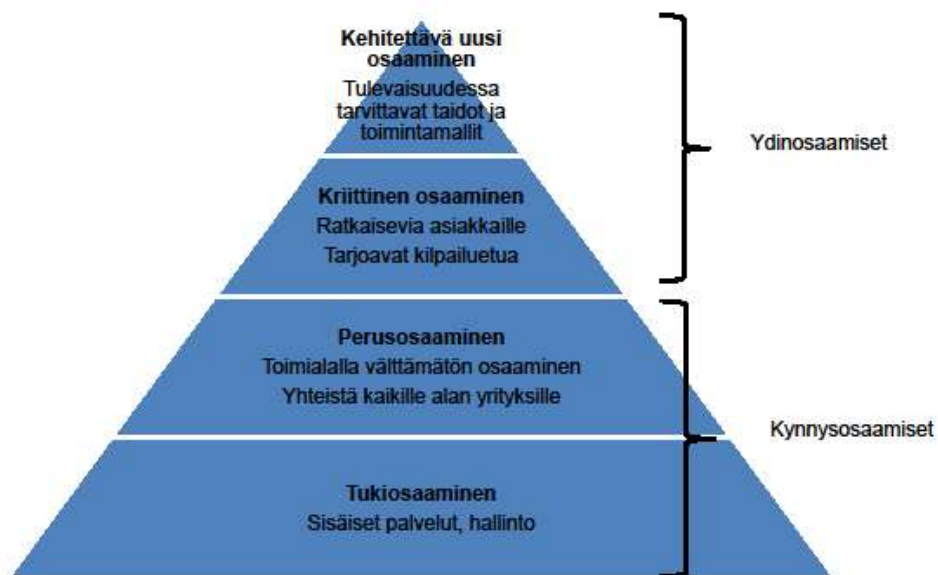 Kehitettävä uusi
osaaminen
Tulevaisuudessa
tarvittavat taidot ja
toimintamallit
Ydinosaamiset
Kriittinen osaaminen
Ratkaisevia asiakkaille
Tarjoavat kilpailuetua
Perusosaaminen
Toimialalla välttämätön osaaminen
Yhteistä kaikille alan yrityksille
Kynnysosaamiset
Tukiosaaminen
Sisäiset palvelut, hallinto